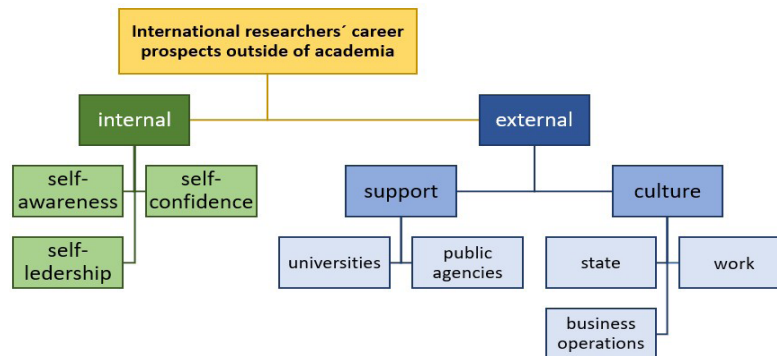 International researchers´ career
prospects outside of academia
internal
external
self-
awareness
self-
confidence
self-
ledership
support
culture
universities
public
agencies
state
work
business
operations